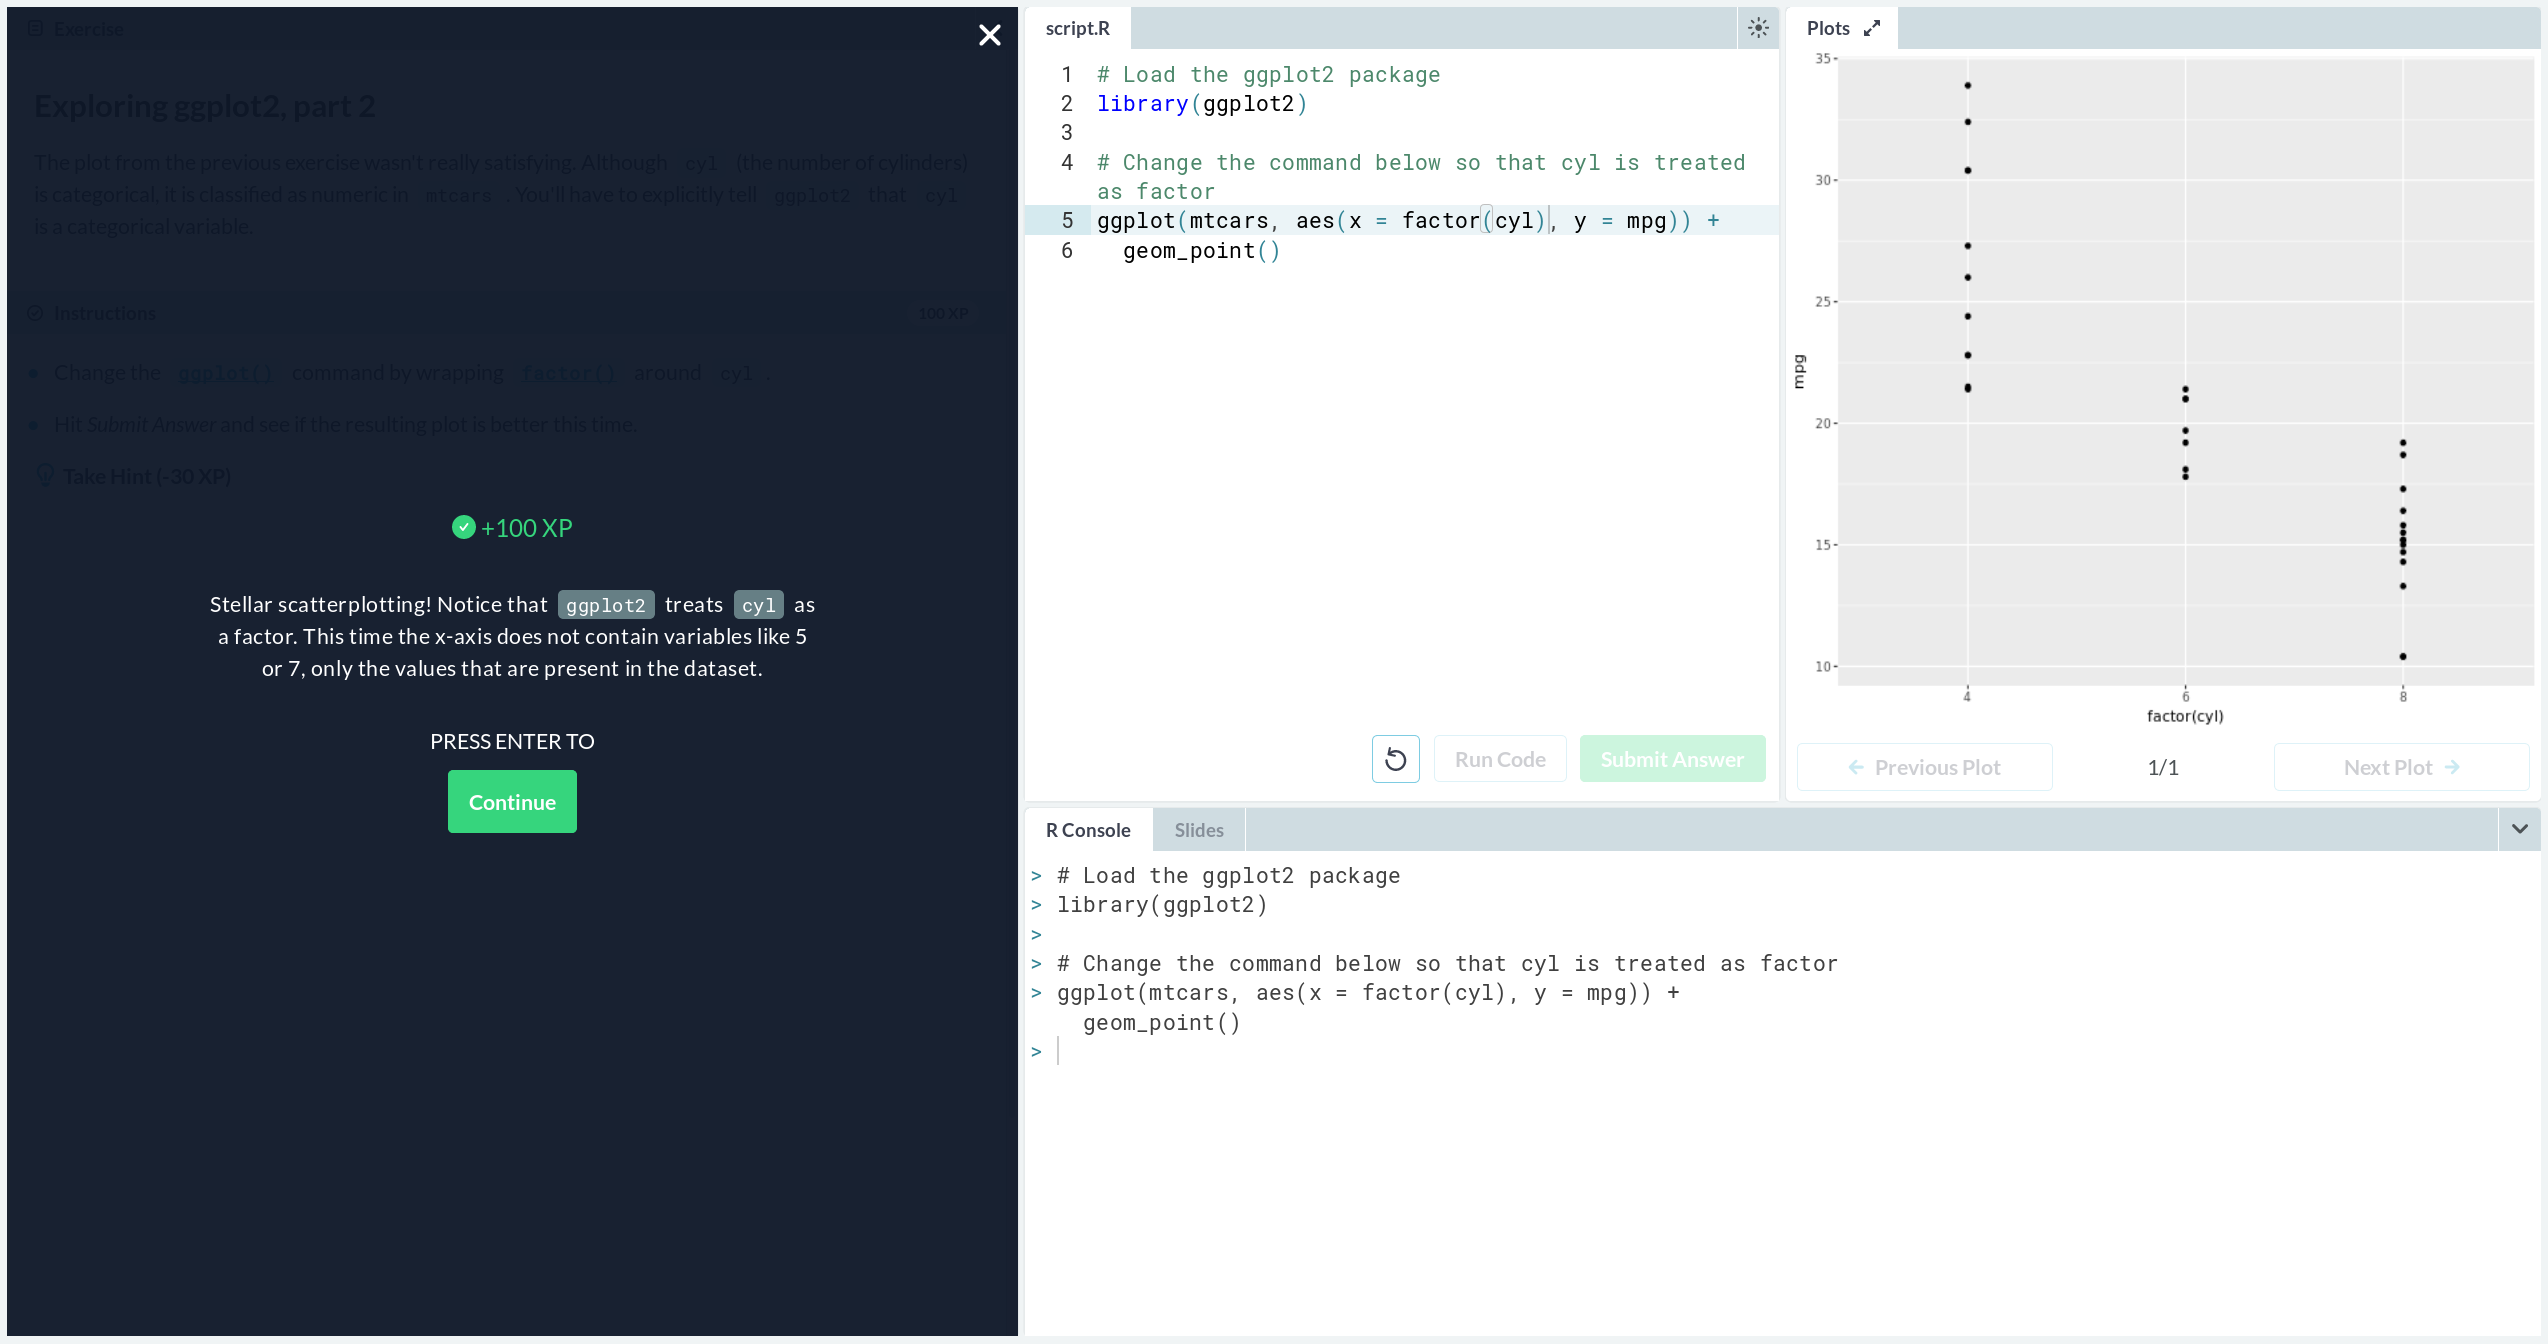 Exercise
Exploring ggplot2, part 2
The plot from the previous exercise wasn't really satisfying. Although cyl (the number of cylinders)
is categorical, it is classified as numeric in mtcars . You'll have to explicitly tell ggplot2 that cyl
is a categorical variable.
Instructions
100 XP
Change the ggplot() command by wrapping factor() around cyl .
Hit Submit Answer and see if the resulting plot is better this time.
Take Hint (-30 XP)
+100 XP
Stellar scatterplotting! Notice that ggplot2 treats cyl as
a factor. This time the x-axis does not contain variables like 5
or 7, only the values that are present in the dataset.
PRESS ENTER TO
Continue
script.R
1 # Load the ggplot2 package
2 library(ggplot2)
3
4 # Change the command below so that cyl is treated
as factor
5 ggplot(mtcars, aes(x = factor(cyl), y = mpg)) +
6 geom_point()
Run Code
Submit Answer
Plots
35
30
25
20
15
10
mpg
4 6 8
factor(cyl)
Previous Plot
1/1
Next Plot
R Console
Slides
> # Load the ggplot2 package
> library(ggplot2)
>
> # Change the command below so that cyl is treated as factor
> ggplot(mtcars, aes(x = factor(cyl), y = mpg)) +
geom_point()
>